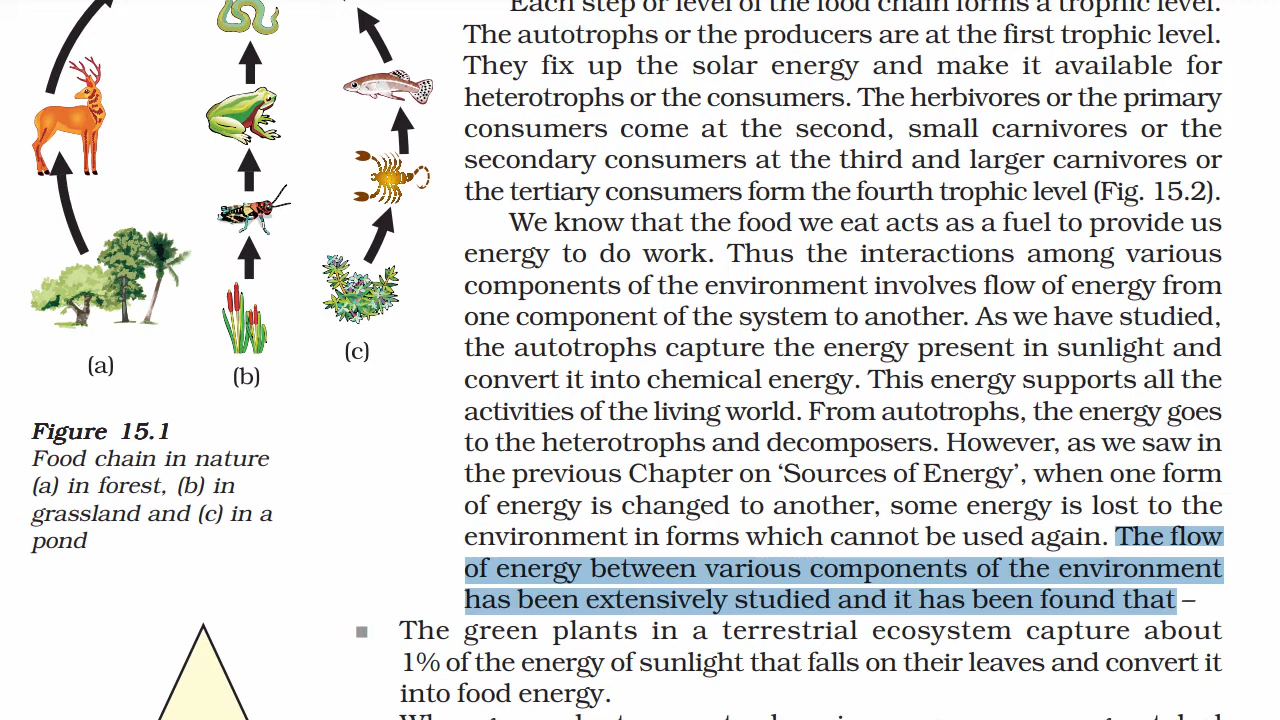 Each step or level of the food chain forms a trophic level.
The autotrophs or the producers are at the first trophic level.
They fix up the solar energy and make it available for
heterotrophs or the consumers. The herbivores or the primary
consumers come at the second, small carnivores or the
secondary consumers at the third and larger carnivores or
the tertiary consumers form the fourth trophic level (Fig. 15.2).
We know that the food we eat acts as a fuel to provide us
energy to do work. Thus the interactions among various
components of the environment involves flow of energy from
one component of the system to another. As we have studied,
the autotrophs capture the energy present in sunlight and
convert it into chemical energy. This energy supports all the
activities of the living world. From autotrophs, the energy goes
to the heterotrophs and decomposers. However, as we saw in
the previous Chapter on ‘Sources of Energy’, when one form
of energy is changed to another, some energy is lost to the
environment in forms which cannot be used again. The flow
of energy between various components of the environment
has been extensively studied and it has been found that –
■ The green plants in a terrestrial ecosystem capture about
1% of the energy of sunlight that falls on their leaves and convert it
into food energy.
(a)
(b)
(c)
Figure 15.1
Food chain in nature
(a) in forest, (b) in
grassland and (c) in a
pond